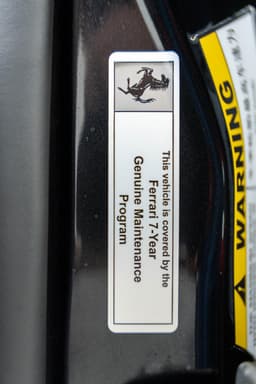 This vehicle is covered by the
Ferrari 7-Year
Genuine Maintenance
Program
WARNING